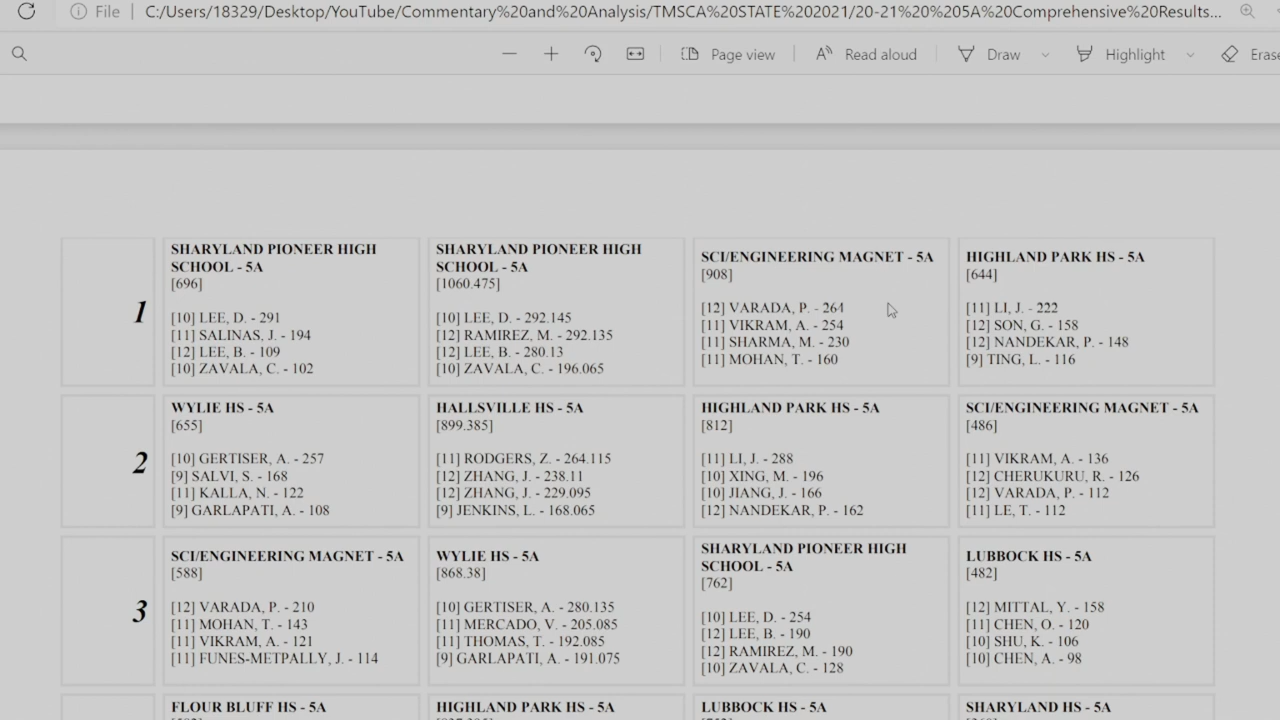 File
C:/Users/18329/Desktop/YouTube/Commentary%20and%20Analysis/TMSCA%20STATE%202021/20-21%20%205A%20Comprehensive%20Results...
Page view
Read aloud
Draw
Highlight
Erase
1
SHARYLAND PIONEER HIGH
SCHOOL - 5A
[696]
[10] LEE, D. - 291
[11] SALINAS, J. - 194
[12] LEE, B. - 109
[10] ZAVALA, C. - 102
SHARYLAND PIONEER HIGH
SCHOOL - 5A
[1060.475]
[10] LEE, D. - 292.145
[12] RAMIREZ, M. - 292.135
[12] LEE, B. - 280.13
[10] ZAVALA, C. - 196.065
SCI/ENGINEERING MAGNET - 5A
[908]
[12] VARADA, P. - 264
[11] VIKRAM, A. - 254
[11] SHARMA, M. - 230
[11] MOHAN, T. - 160
HIGHLAND PARK HS - 5A
[644]
[11] LI, J. - 222
[12] SON, G. - 158
[12] NANDEKAR, P. - 148
[9] TING, L. - 116
2
WYLIE HS - 5A
[655]
[10] GERTISER, A. - 257
[9] SALVI, S. - 168
[11] KALLA, N. - 122
[9] GARLAPATI, A. - 108
HALLSVILLE HS - 5A
[899.385]
[11] RODGERS, Z. - 264.115
[12] ZHANG, J. - 238.11
[12] ZHANG, J. - 229.095
[9] JENKINS, L. - 168.065
HIGHLAND PARK HS - 5A
[812]
[11] LI, J. - 288
[10] XING, M. - 196
[10] JIANG, J. - 166
[12] NANDEKAR, P. - 162
SCI/ENGINEERING MAGNET - 5A
[486]
[11] VIKRAM, A. - 136
[12] CHERUKURU, R. - 126
[12] VARADA, P. - 112
[11] LE, T. - 112
3
SCI/ENGINEERING MAGNET - 5A
[588]
[12] VARADA, P. - 210
[11] MOHAN, T. - 143
[11] VIKRAM, A. - 121
[11] FUNES-METPALLY, J. - 114
WYLIE HS - 5A
[868.38]
[10] GERTISER, A. - 280.135
[11] MERCADO, V. - 205.085
[11] THOMAS, T. - 192.085
[9] GARLAPATI, A. - 191.075
SHARYLAND PIONEER HIGH
SCHOOL - 5A
[762]
[10] LEE, D. - 254
[12] LEE, B. - 190
[12] RAMIREZ, M. - 190
[10] ZAVALA, C. - 128
LUBBOCK HS - 5A
[482]
[12] MITTAL, Y. - 158
[11] CHEN, O. - 120
[10] SHU, K. - 106
[10] CHEN, A. - 98
FLOUR BLUFF HS - 5A
HIGHLAND PARK HS - 5A
LUBBOCK HS - 5A
SHARYLAND HS - 5A